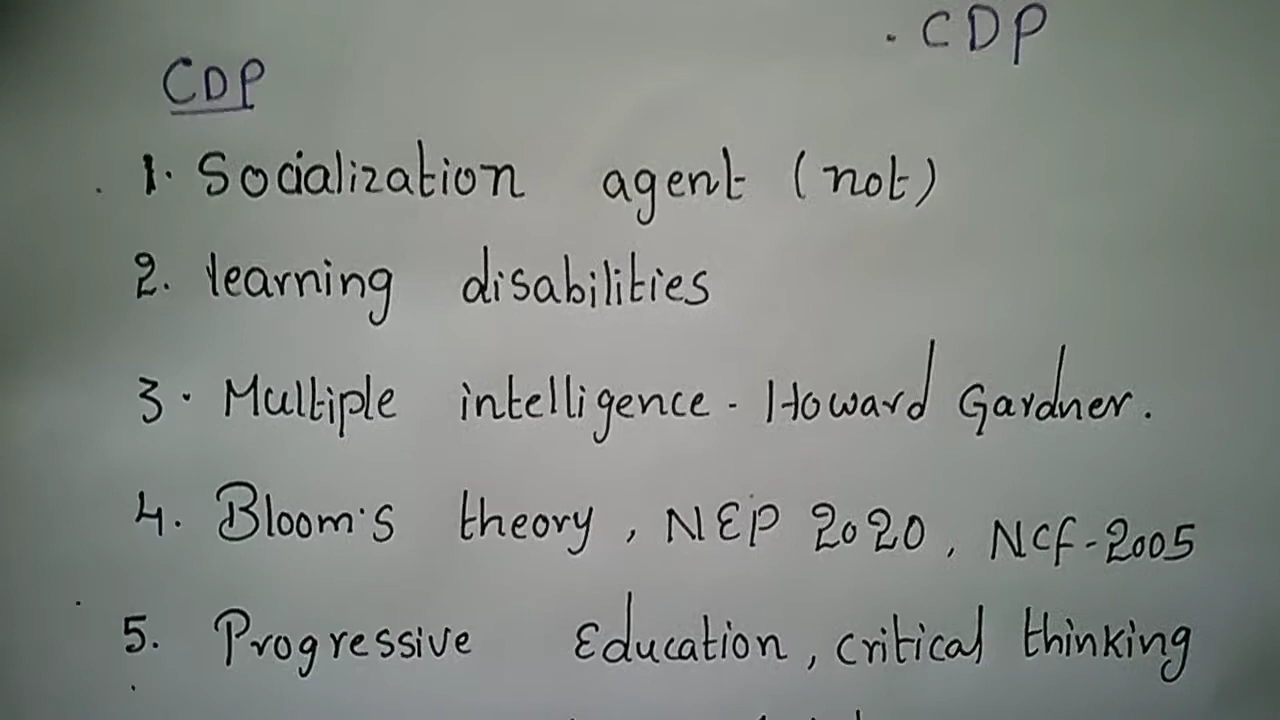 . CDP
CDP
1. Socialization agent (not)
2. learning disabilities
3. Multiple intelligence - Howard Gardner.
4. Bloom's theory, NEP 2020, NCf-2005
5. Progressive Education, critical thinking